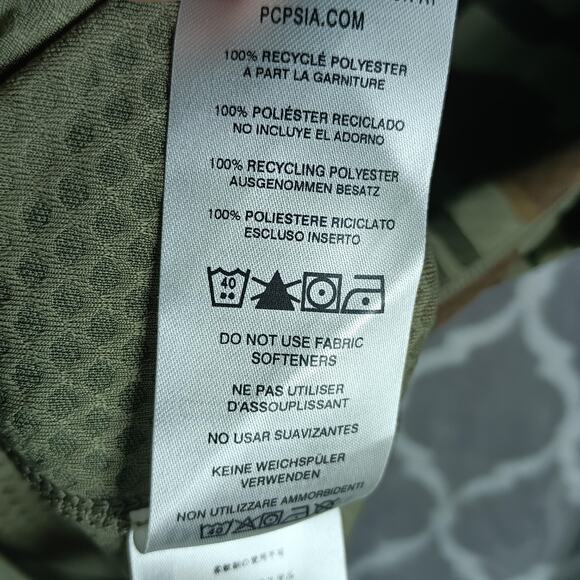 PCPSIA.COM
100% RECYCLÉ POLYESTER
A PART LA GARNITURE
100% POLIÉSTER RECICLADO
NO INCLUYE EL ADORNO
100% RECYCLING POLYESTER
AUSGENOMMEN BESATZ
100% POLIESTERE RICICLATO
ESCLUSO INSERTO
40
DO NOT USE FABRIC
SOFTENERS
NE PAS UTILISER
D'ASSOUPLISSANT
NO USAR SUAVIZANTES
KEINE WEICHSPÜLER
VERWENDEN
NON UTILIZZARE AMMORBIDENTI
40